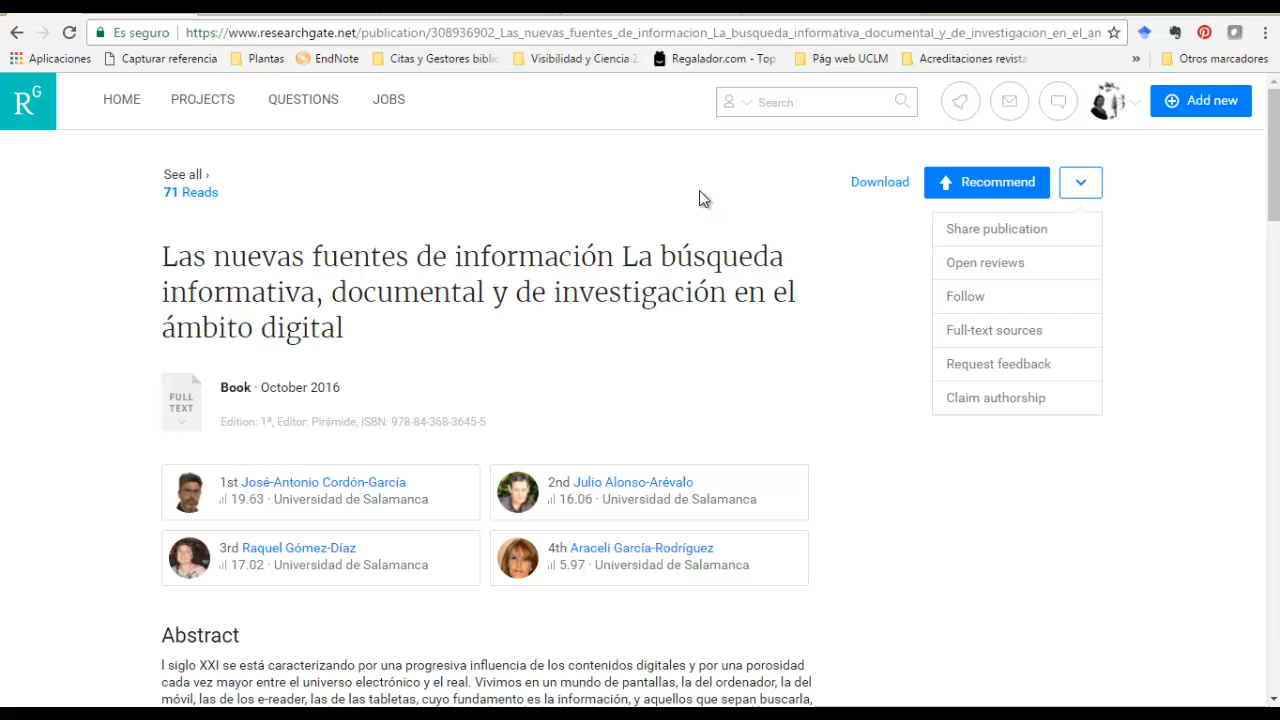 Es seguro
https://www.researchgate.net/publication/308936902_Las_nuevas_fuentes_de_informacion_La_busqueda_informativa_documental_y_de_investigacion_en_el_an
Aplicaciones
Capturar referencia
Plantas
EndNote
Citas y Gestores biblic
Visibilidad y Ciencia 2
Regalador.com - Top
Pág web UCLM
Acreditaciones revista
»
Otros marcadores
RG
HOME
PROJECTS
QUESTIONS
JOBS
Search
Add new
See all ›
71 Reads
Download
Recommend
Share publication
Open reviews
Follow
Full-text sources
Request feedback
Claim authorship
Las nuevas fuentes de información La búsqueda
informativa, documental y de investigación en el
ámbito digital
FULL
TEXT
Book · October 2016
Edition: 1ª, Editor: Pirámide, ISBN: 978-84-368-3645-5
1st José-Antonio Cordón-García
19.63 · Universidad de Salamanca
2nd Julio Alonso-Arévalo
16.06 · Universidad de Salamanca
3rd Raquel Gómez-Díaz
17.02 · Universidad de Salamanca
4th Araceli García-Rodríguez
5.97 · Universidad de Salamanca
Abstract
l siglo XXI se está caracterizando por una progresiva influencia de los contenidos digitales y por una porosidad
cada vez mayor entre el universo electrónico y el real. Vivimos en un mundo de pantallas, la del ordenador, la del
móvil, las de los e-reader, las de las tabletas, cuyo fundamento es la información, y aquellos que sepan buscarla,